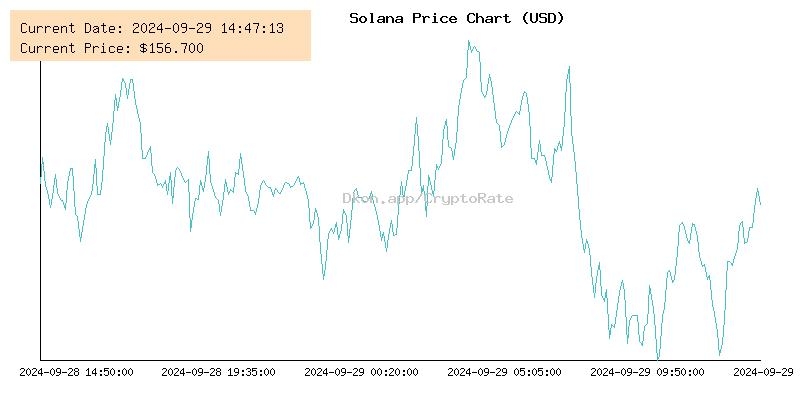 Solana Price Chart (USD)
Current Date: 2024-09-29 14:47:13
Current Price: $156.700
Dkon.app/CryptoRate
2024-09-28 14:50:00 2024-09-28 19:35:00 2024-09-29 00:20:00 2024-09-29 05:05:00 2024-09-29 09:50:00 2024-09-29